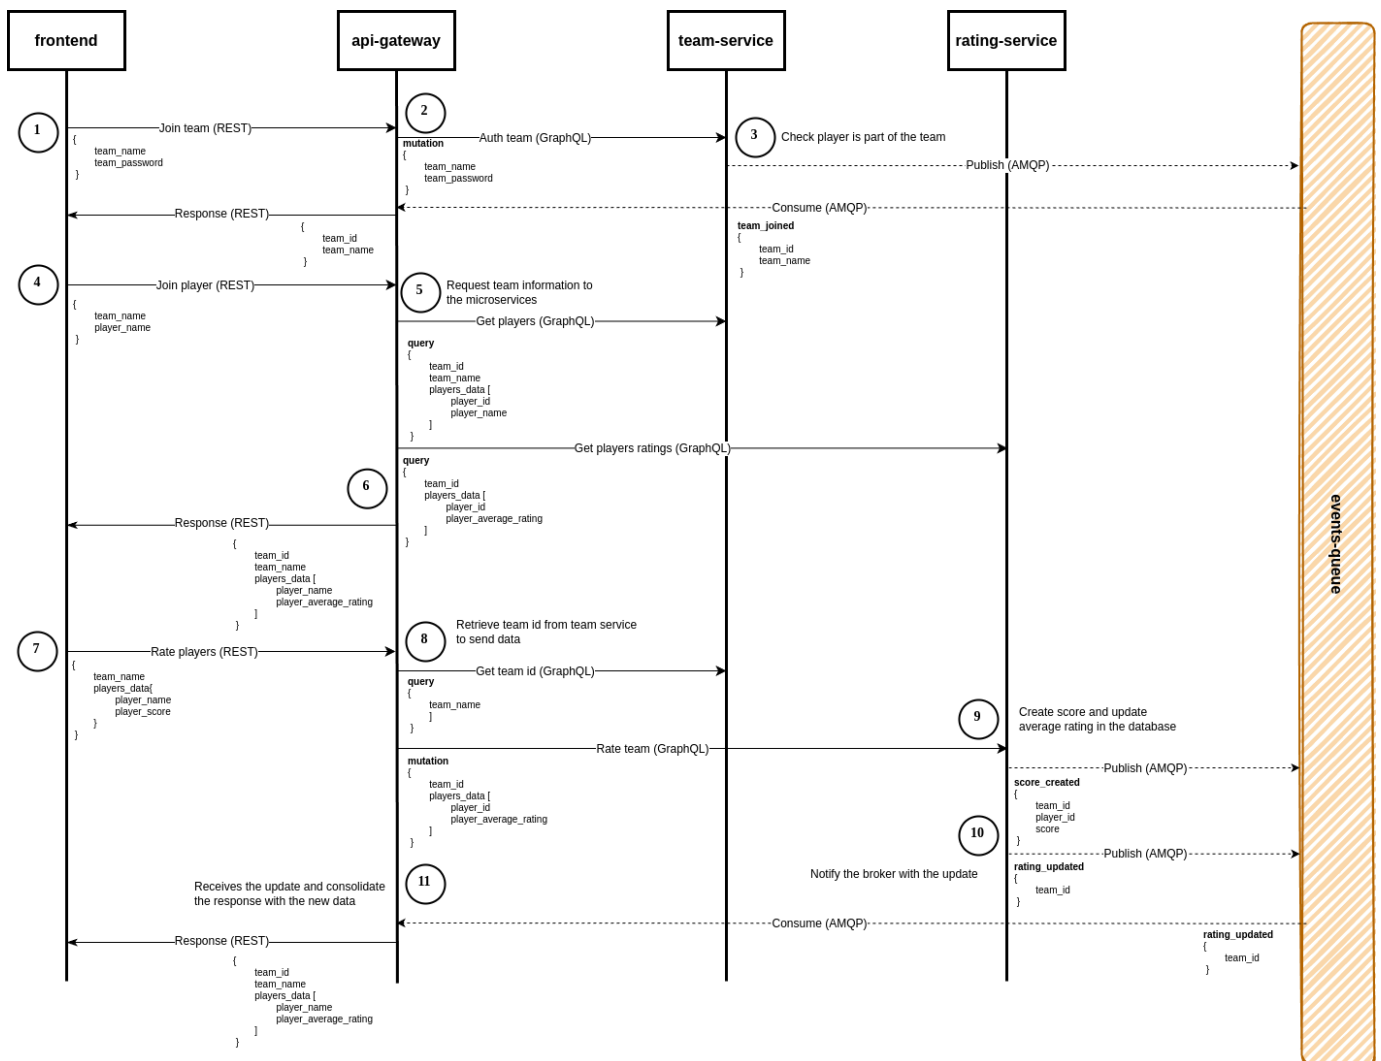 frontend
api-gateway
team-service
rating-service
events-queue
1
Join team (REST)
{
team_name
team_password
}
2
Auth team (GraphQL)
mutation
{
team_name
team_password
}
3
Check player is part of the team
Publish (AMQP)
Consume (AMQP)
team_joined
{
team_id
team_name
}
Response (REST)
{
team_id
team_name
}
4
Join player (REST)
{
team_name
player_name
}
5
Request team information to
the microservices
Get players (GraphQL)
query
{
team_id
team_name
players_data [
player_id
player_name
]
}
Get players ratings (GraphQL)
query
{
team_id
players_data [
player_id
player_average_rating
]
}
6
Response (REST)
{
team_id
team_name
players_data [
player_name
player_average_rating
]
}
7
Rate players (REST)
{
team_name
players_data{
player_name
player_score
}
}
8
Retrieve team id from team service
to send data
Get team id (GraphQL)
query
{
team_name
]
}
Rate team (GraphQL)
mutation
{
team_id
players_data [
player_id
player_average_rating
]
}
9
Create score and update
average rating in the database
Publish (AMQP)
score_created
{
team_id
player_id
score
}
10
Notify the broker with the update
Publish (AMQP)
rating_updated
{
team_id
}
11
Receives the update and consolidate
the response with the new data
Consume (AMQP)
rating_updated
{
team_id
}
Response (REST)
{
team_id
team_name
players_data [
player_name
player_average_rating
]
}